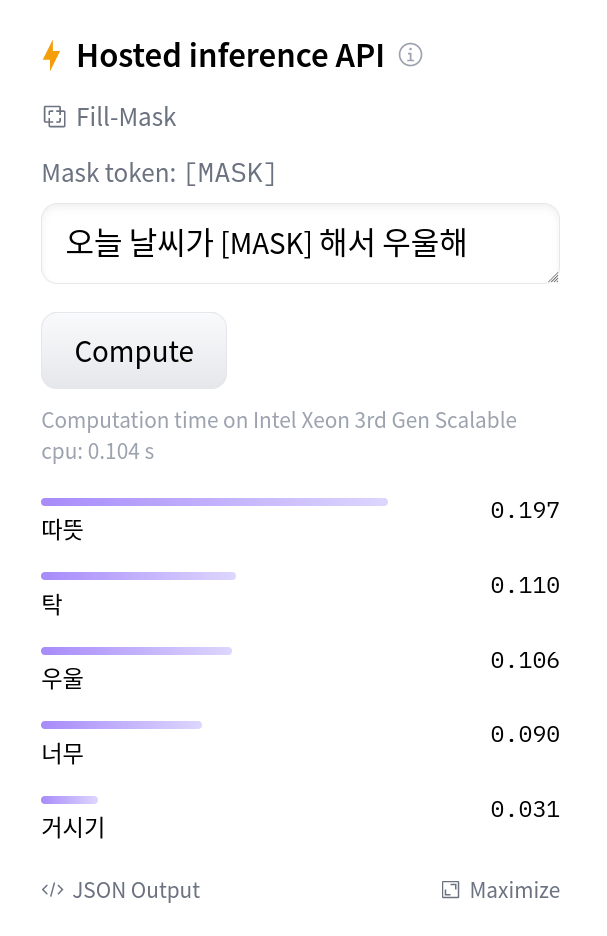 Hosted inference API
Fill-Mask
Mask token: [MASK]
오늘 날씨가 [MASK] 해서 우울해
Compute
Computation time on Intel Xeon 3rd Gen Scalable
cpu: 0.104 s
따뜻 0.197
탁 0.110
우울 0.106
너무 0.090
거시기 0.031
</> JSON Output Maximize